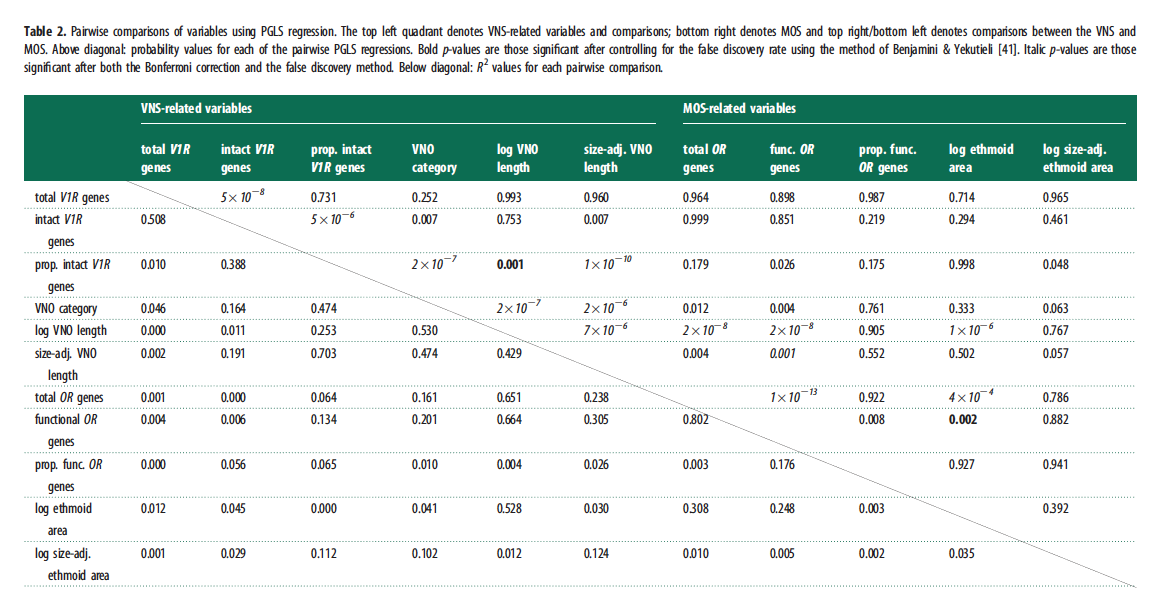 Table 2. Pairwise comparisons of variables using PGLS regression. The top left quadrant denotes VNS-related variables and comparisons; bottom right denotes MOS and top right/bottom left denotes comparisons between the VNS and
MOS. Above diagonal: probability values for each of the pairwise PGLS regressions. Bold p-values are those significant after controlling for the false discovery rate using the method of Benjamini & Yekutieli [41]. Italic p-values are those
significant after both the Bonferroni correction and the false discovery method. Below diagonal: R² values for each pairwise comparison.
VNS-related variables MOS-related variables
total V1R intact V1R prop. intact VNO log VNO size-adj. VNO total OR func. OR prop. func. log ethmoid log size-adj.
genes genes V1R genes category length length genes genes OR genes area ethmoid area
total V1R genes 5 × 10⁻⁸ 0.731 0.252 0.993 0.960 0.964 0.898 0.987 0.714 0.965
intact V1R 0.508 5 × 10⁻⁶ 0.007 0.753 0.007 0.999 0.851 0.219 0.294 0.461
genes
prop. intact V1R 0.010 0.388 2 × 10⁻⁷ 0.001 1 × 10⁻¹⁰ 0.179 0.026 0.175 0.998 0.048
genes
VNO category 0.046 0.164 0.474 2 × 10⁻⁷ 2 × 10⁻⁶ 0.012 0.004 0.761 0.333 0.063
log VNO length 0.000 0.011 0.253 0.530 7 × 10⁻⁶ 2 × 10⁻⁸ 2 × 10⁻⁸ 0.905 1 × 10⁻⁶ 0.767
size-adj. VNO 0.002 0.191 0.703 0.474 0.429 0.004 0.001 0.552 0.502 0.057
length
total OR genes 0.001 0.000 0.064 0.161 0.651 0.238 1 × 10⁻¹³ 0.922 4 × 10⁻⁴ 0.786
functional OR 0.004 0.006 0.134 0.201 0.664 0.305 0.802 0.008 0.002 0.882
genes
prop. func. OR 0.000 0.056 0.065 0.010 0.004 0.026 0.003 0.176 0.927 0.941
genes
log ethmoid 0.012 0.045 0.000 0.041 0.528 0.030 0.308 0.248 0.003 0.392
area
log size-adj. 0.001 0.029 0.112 0.102 0.012 0.124 0.010 0.005 0.002 0.035
ethmoid area